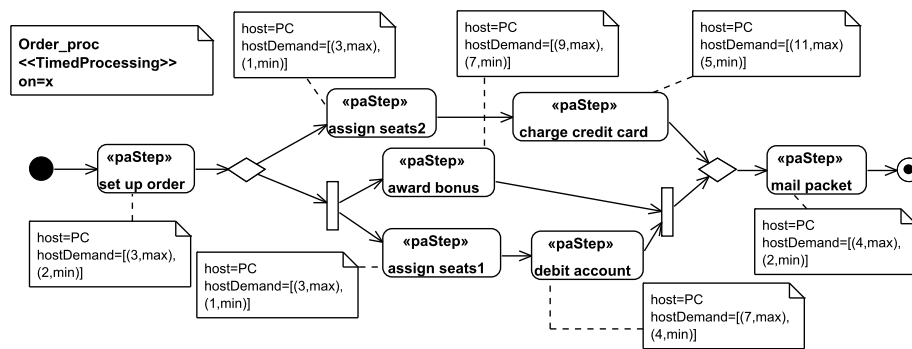 Order_proc
<<TimedProcessing>>
on=x
host=PC
hostDemand=[(3,max),
(1,min)]
host=PC
hostDemand=[(9,max),
(7,min)]
host=PC
hostDemand=[(11,max)
(5,min)]
«paStep»
assign seats2
«paStep»
charge credit card
«paStep»
set up order
«paStep»
award bonus
«paStep»
mail packet
«paStep»
assign seats1
«paStep»
debit account
host=PC
hostDemand=[(3,max),
(2,min)]
host=PC
hostDemand=[(3,max),
(1,min)]
host=PC
hostDemand=[(4,max),
(2,min)]
host=PC
hostDemand=[(7,max),
(4,min)]